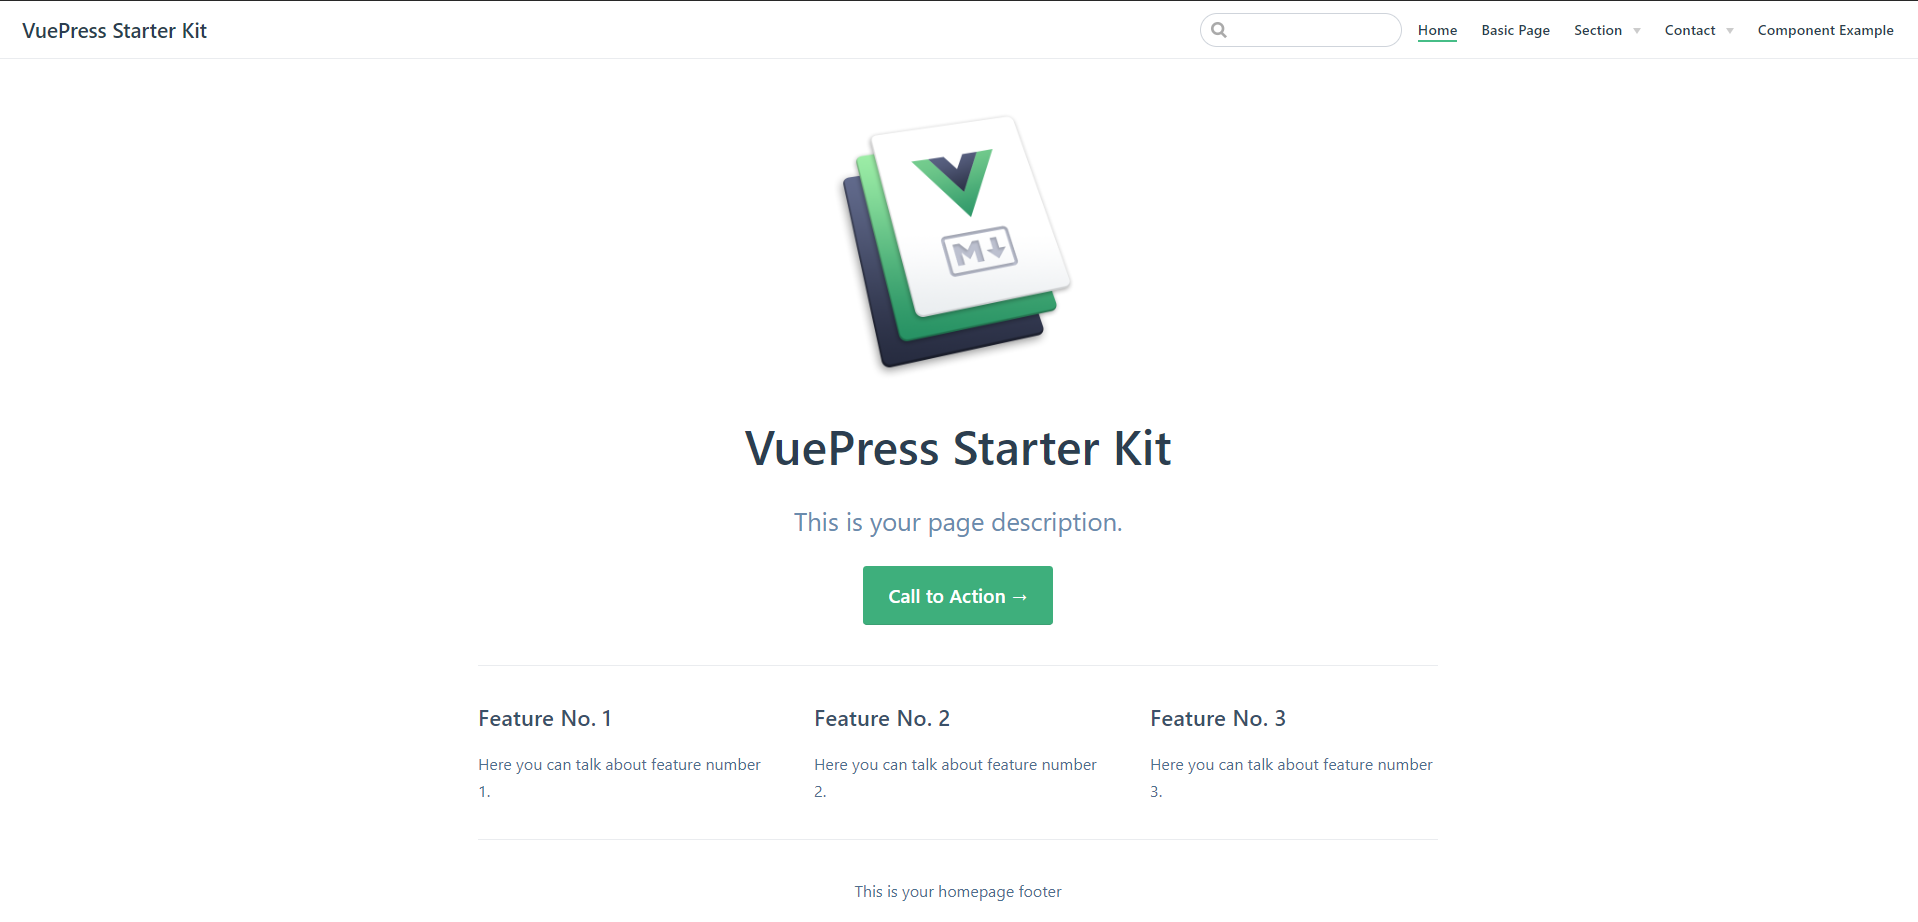 VuePress Starter Kit
Home Basic Page Section Contact Component Example
M
VuePress Starter Kit
This is your page description.
Call to Action →
Feature No. 1
Here you can talk about feature number
1.
Feature No. 2
Here you can talk about feature number
2.
Feature No. 3
Here you can talk about feature number
3.
This is your homepage footer